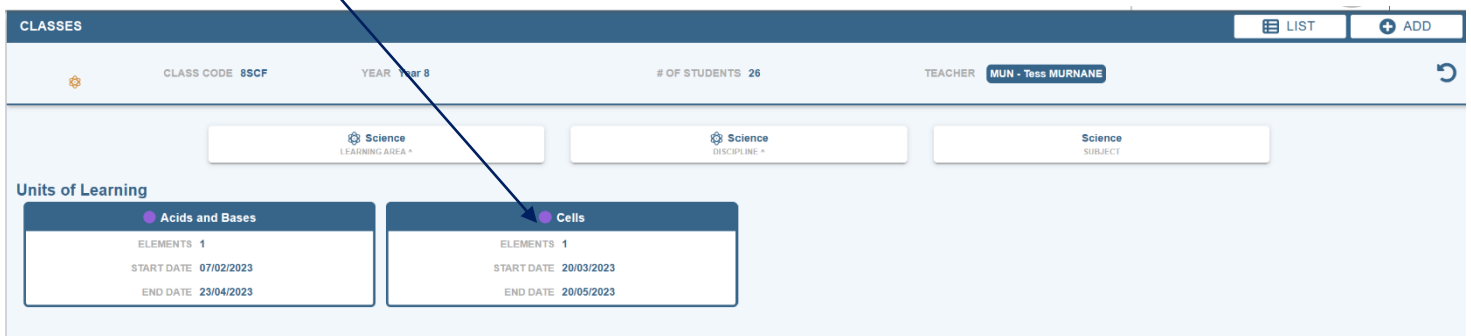 CLASSES LIST ADD
CLASS CODE 8SCF YEAR Year 8 # OF STUDENTS 26 TEACHER MUN - Tess MURNANE
Science Science Science
LEARNING AREA * DISCIPLINE * SUBJECT
Units of Learning
Acids and Bases Cells
ELEMENTS 1 ELEMENTS 1
START DATE 07/02/2023 START DATE 20/03/2023
END DATE 23/04/2023 END DATE 20/05/2023